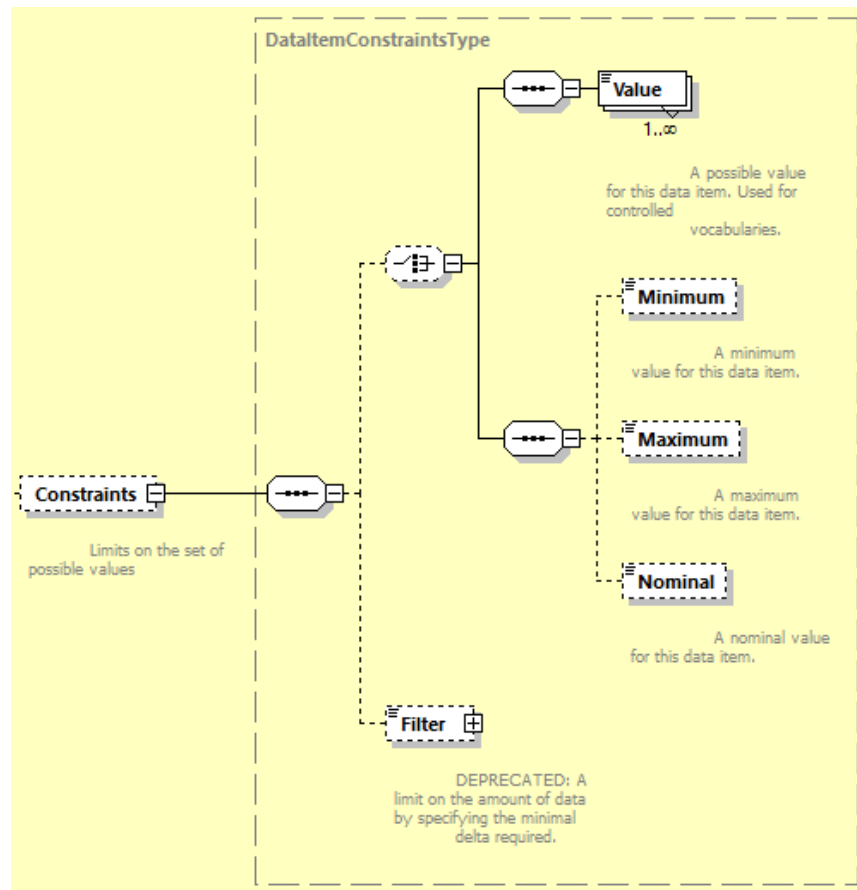 DataItemConstraintsType
Value
1..∞
A possible value
for this data item. Used for
controlled
vocabularies.
Minimum
A minimum
value for this data item.
Maximum
A maximum
value for this data item.
Constraints
Limits on the set of
possible values
Nominal
A nominal value
for this data item.
Filter
DEPRECATED: A
limit on the amount of data
by specifying the minimal
delta required.